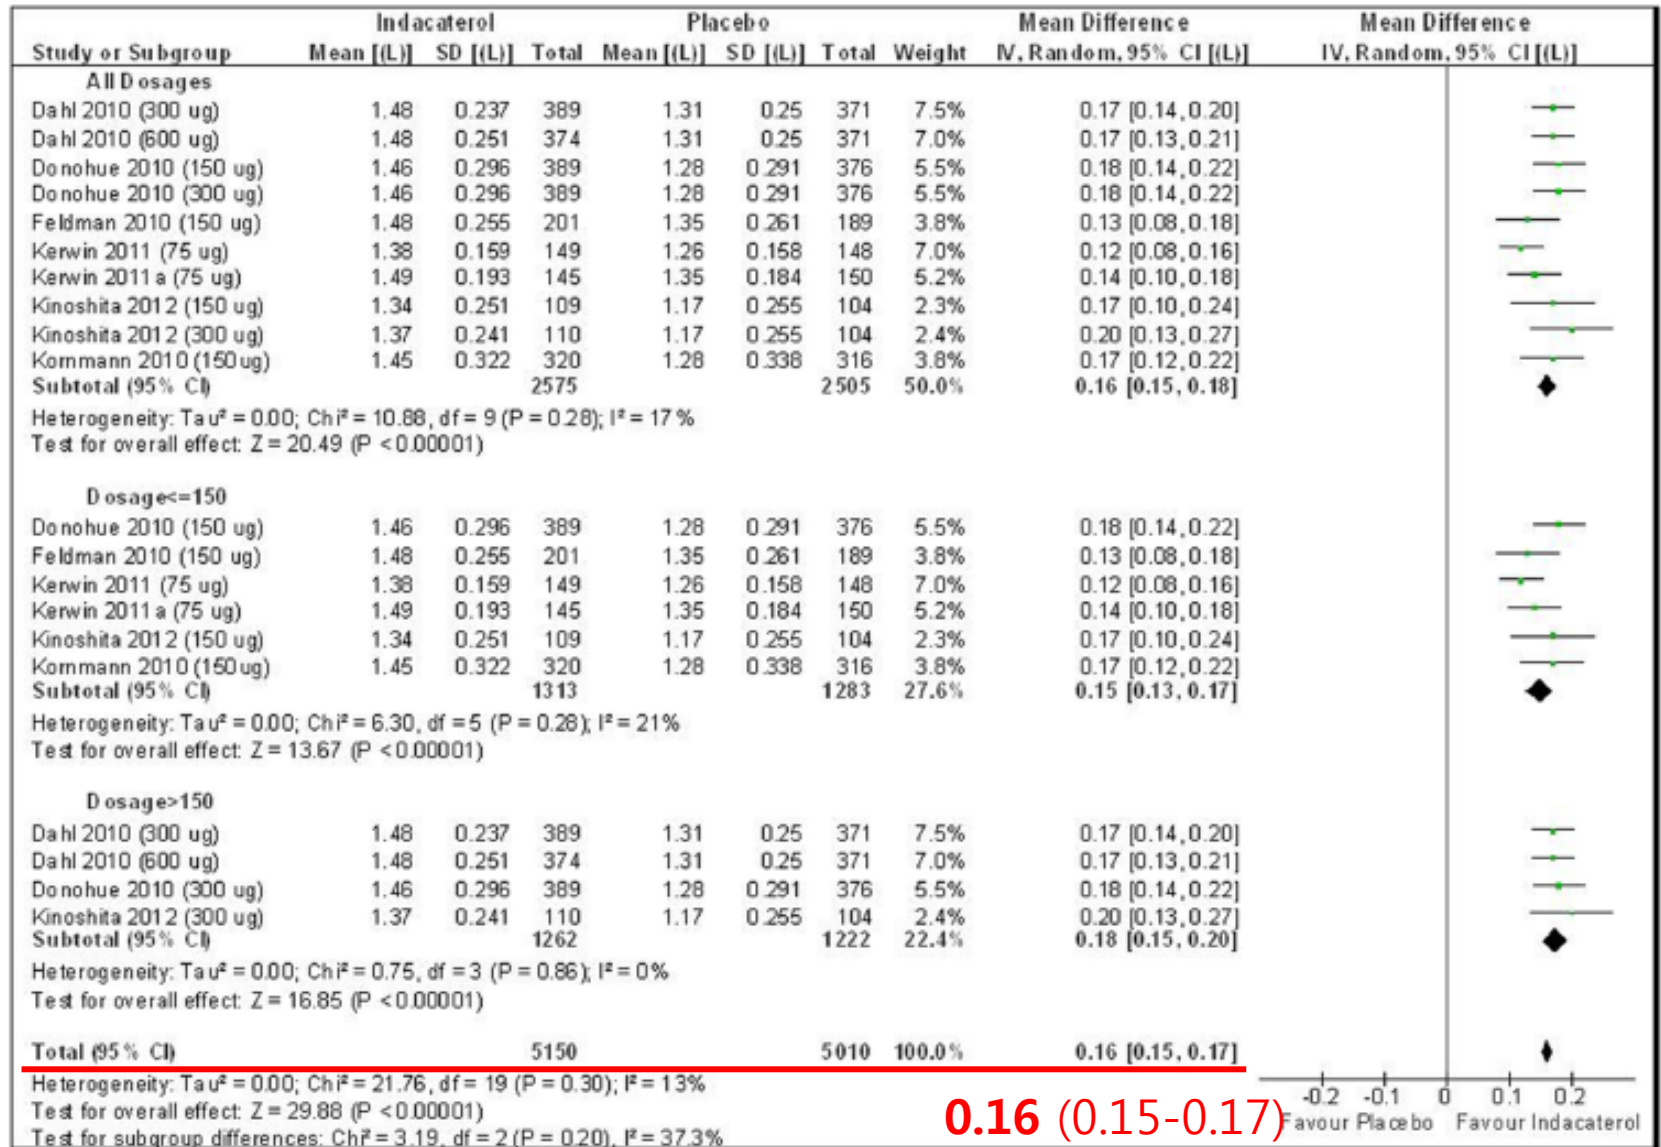 Indacaterol Placebo Mean Difference Mean Difference
Study or Subgroup Mean [(L)] SD [(L)] Total Mean [(L)] SD [(L)] Total Weight IV, Random, 95% CI [(L)] IV, Random, 95% CI [(L)]
All Dosages
Dahl 2010 (300 ug) 1.48 0.237 389 1.31 0.25 371 7.5% 0.17 [0.14, 0.20]
Dahl 2010 (600 ug) 1.48 0.251 374 1.31 0.25 371 7.0% 0.17 [0.13, 0.21]
Donohue 2010 (150 ug) 1.46 0.296 389 1.28 0.291 376 5.5% 0.18 [0.14, 0.22]
Donohue 2010 (300 ug) 1.46 0.296 389 1.28 0.291 376 5.5% 0.18 [0.14, 0.22]
Feldman 2010 (150 ug) 1.48 0.255 201 1.35 0.261 189 3.8% 0.13 [0.08, 0.18]
Kerwin 2011 (75 ug) 1.38 0.159 149 1.26 0.158 148 7.0% 0.12 [0.08, 0.16]
Kerwin 2011 a (75 ug) 1.49 0.193 145 1.35 0.184 150 5.2% 0.14 [0.10, 0.18]
Kinoshita 2012 (150 ug) 1.34 0.251 109 1.17 0.255 104 2.3% 0.17 [0.10, 0.24]
Kinoshita 2012 (300 ug) 1.37 0.241 110 1.17 0.255 104 2.4% 0.20 [0.13, 0.27]
Kornmann 2010 (150ug) 1.45 0.322 320 1.28 0.338 316 3.8% 0.17 [0.12, 0.22]
Subtotal (95% CI) 2575 2505 50.0% 0.16 [0.15, 0.18]
Heterogeneity: Tau² = 0.00; Chi² = 10.88, df = 9 (P = 0.28); I² = 17%
Test for overall effect: Z = 20.49 (P < 0.00001)
Dosage<=150
Donohue 2010 (150 ug) 1.46 0.296 389 1.28 0.291 376 5.5% 0.18 [0.14, 0.22]
Feldman 2010 (150 ug) 1.48 0.255 201 1.35 0.261 189 3.8% 0.13 [0.08, 0.18]
Kerwin 2011 (75 ug) 1.38 0.159 149 1.26 0.158 148 7.0% 0.12 [0.08, 0.16]
Kerwin 2011 a (75 ug) 1.49 0.193 145 1.35 0.184 150 5.2% 0.14 [0.10, 0.18]
Kinoshita 2012 (150 ug) 1.34 0.251 109 1.17 0.255 104 2.3% 0.17 [0.10, 0.24]
Kornmann 2010 (150ug) 1.45 0.322 320 1.28 0.338 316 3.8% 0.17 [0.12, 0.22]
Subtotal (95% CI) 1313 1283 27.6% 0.15 [0.13, 0.17]
Heterogeneity: Tau² = 0.00; Chi² = 6.30, df = 5 (P = 0.28); I² = 21%
Test for overall effect: Z = 13.67 (P < 0.00001)
Dosage>150
Dahl 2010 (300 ug) 1.48 0.237 389 1.31 0.25 371 7.5% 0.17 [0.14, 0.20]
Dahl 2010 (600 ug) 1.48 0.251 374 1.31 0.25 371 7.0% 0.17 [0.13, 0.21]
Donohue 2010 (300 ug) 1.46 0.296 389 1.28 0.291 376 5.5% 0.18 [0.14, 0.22]
Kinoshita 2012 (300 ug) 1.37 0.241 110 1.17 0.255 104 2.4% 0.20 [0.13, 0.27]
Subtotal (95% CI) 1262 1222 22.4% 0.18 [0.15, 0.20]
Heterogeneity: Tau² = 0.00; Chi² = 0.75, df = 3 (P = 0.86); I² = 0%
Test for overall effect: Z = 16.85 (P < 0.00001)
Total (95% CI) 5150 5010 100.0% 0.16 [0.15, 0.17]
Heterogeneity: Tau² = 0.00; Chi² = 21.76, df = 19 (P = 0.30); I² = 13%
-0.2 -0.1 0 0.1 0.2
Test for overall effect: Z = 29.88 (P < 0.00001)
0.16 (0.15-0.17)
Favour Placebo Favour Indacaterol
Test for subgroup differences: Chi² = 3.19, df = 2 (P = 0.20), I² = 37.3%